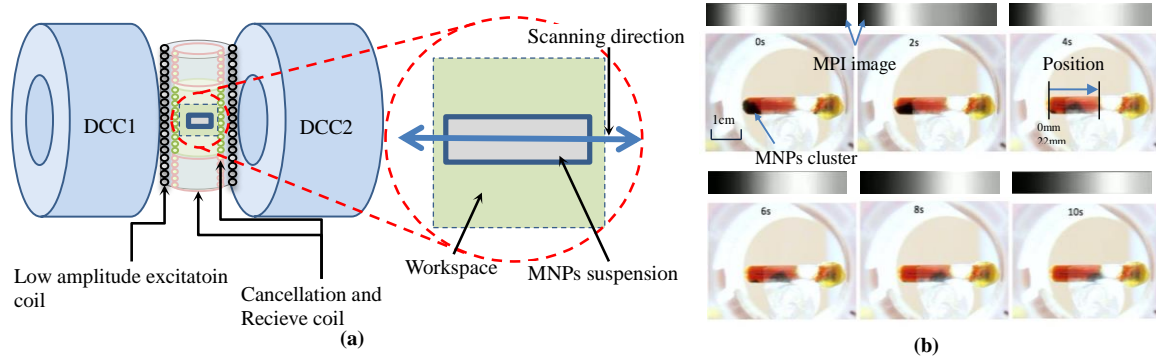 Scanning direction
DCC1
DCC2
Workspace
MNPs suspension
Low amplitude excitatoin
coil
Cancellation and
Recieve coil
(a)
0s
2s
4s
MPI image
Position
1cm
0mm
22mm
MNPs cluster
6s
8s
10s
(b)